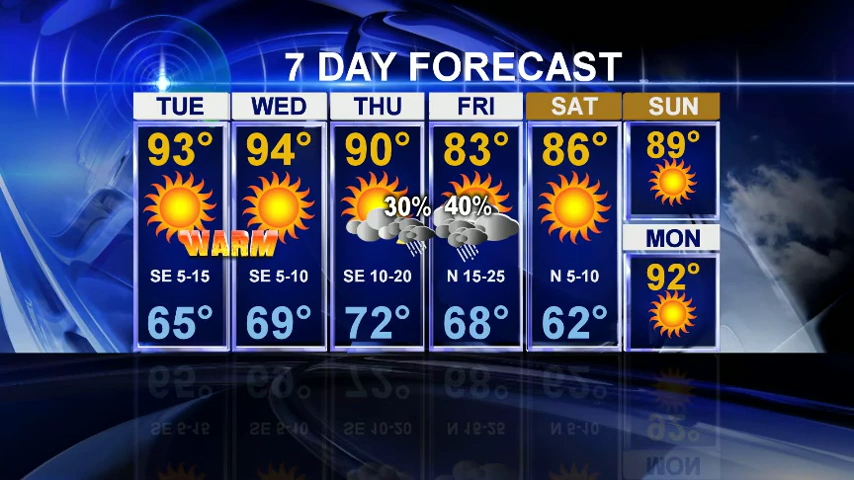 7 DAY FORECAST
TUE WED THU FRI SAT SUN
93° 94° 90° 83° 86° 89°
30% 40%
WARM
MON
SE 5-15 SE 5-10 SE 10-20 N 15-25 N 5-10 92°
65° 69° 72° 68° 62°